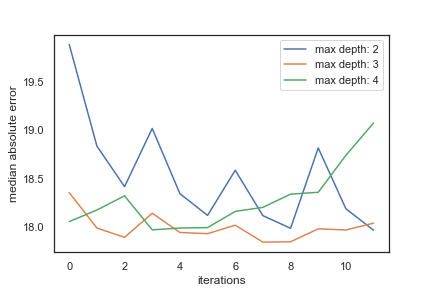 max depth: 2
max depth: 3
max depth: 4
median absolute error
19.5
19.0
18.5
18.0
0 2 4 6 8 10
iterations